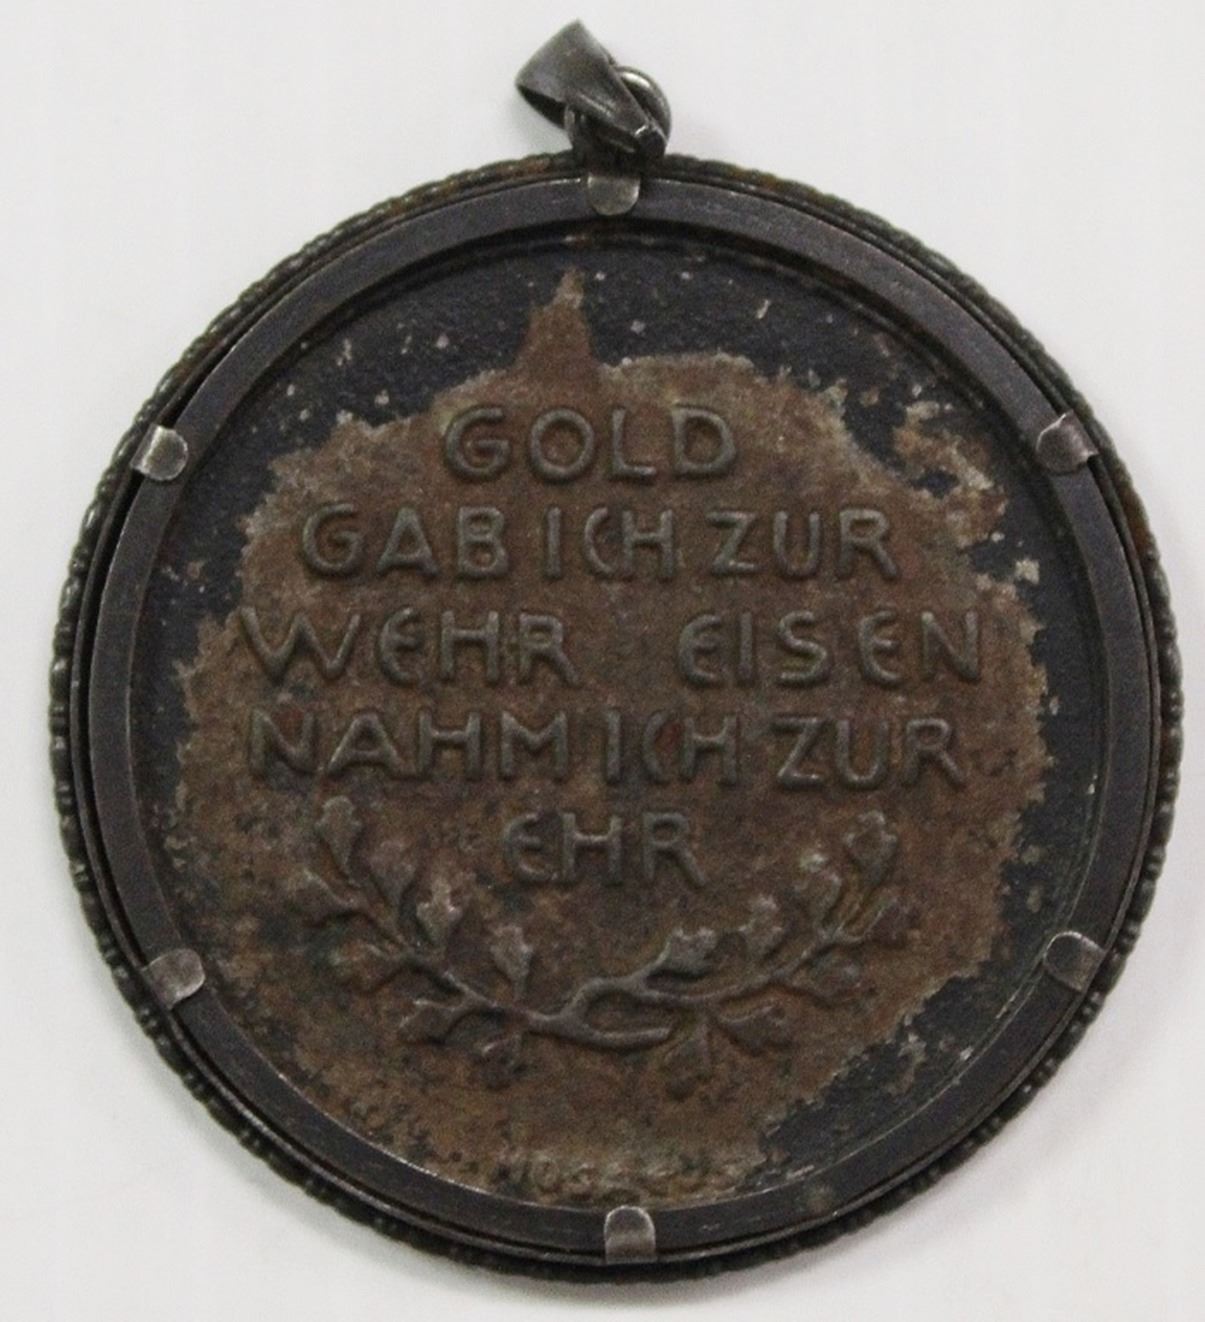 GOLD
GAB ICH ZUR
WEHR EISEN
NAHM ICH ZUR
EHR